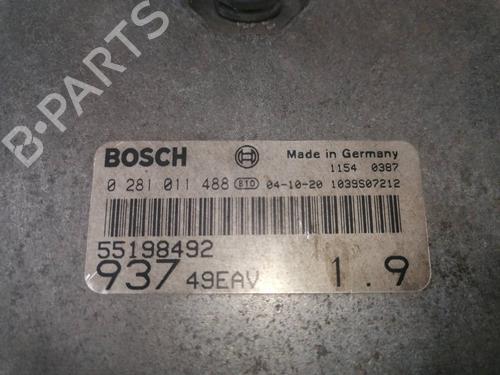 B-PARTS
BOSCH Made in Germany
1154 0387
0 281 011 488 B10 04-10-20 1039S07212
55198492
937 49EAV 1.9